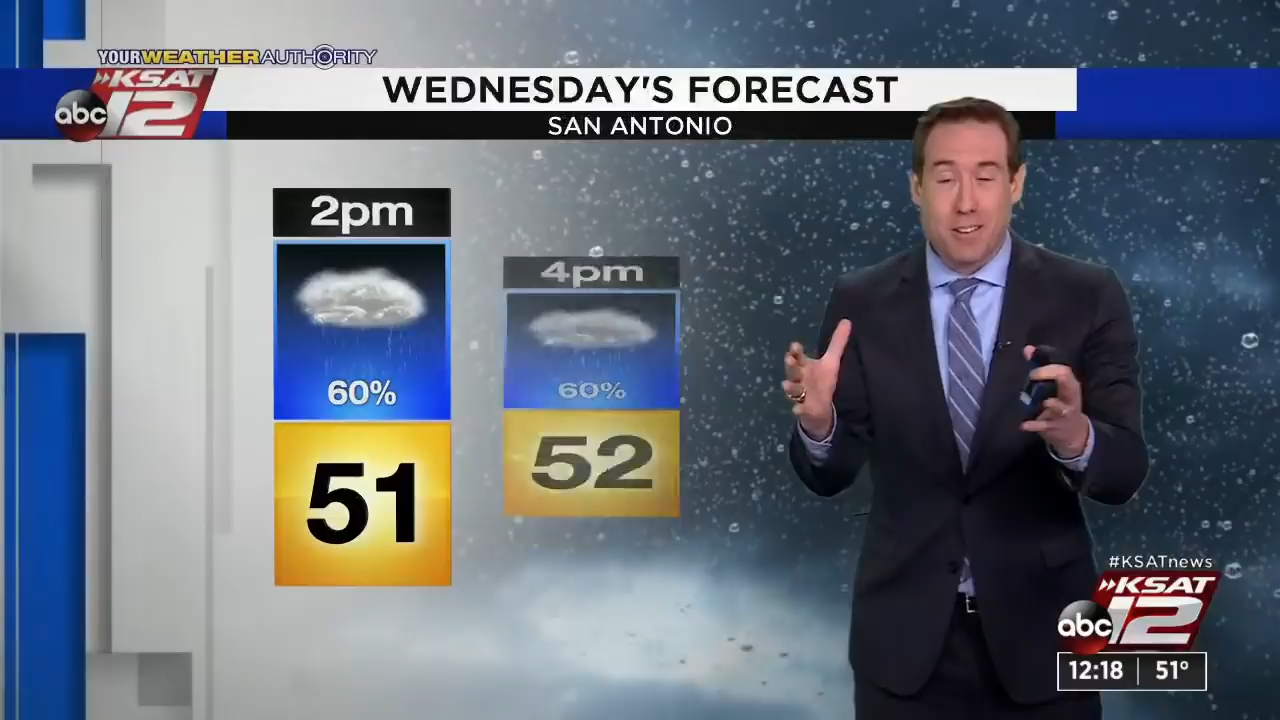 YOURWEATHERAUTHORITY
KSAT
abc
12
WEDNESDAY'S FORECAST
SAN ANTONIO
2pm
60%
51
4pm
60%
52
#KSATnews
KSAT
abc
12
12:18
51°